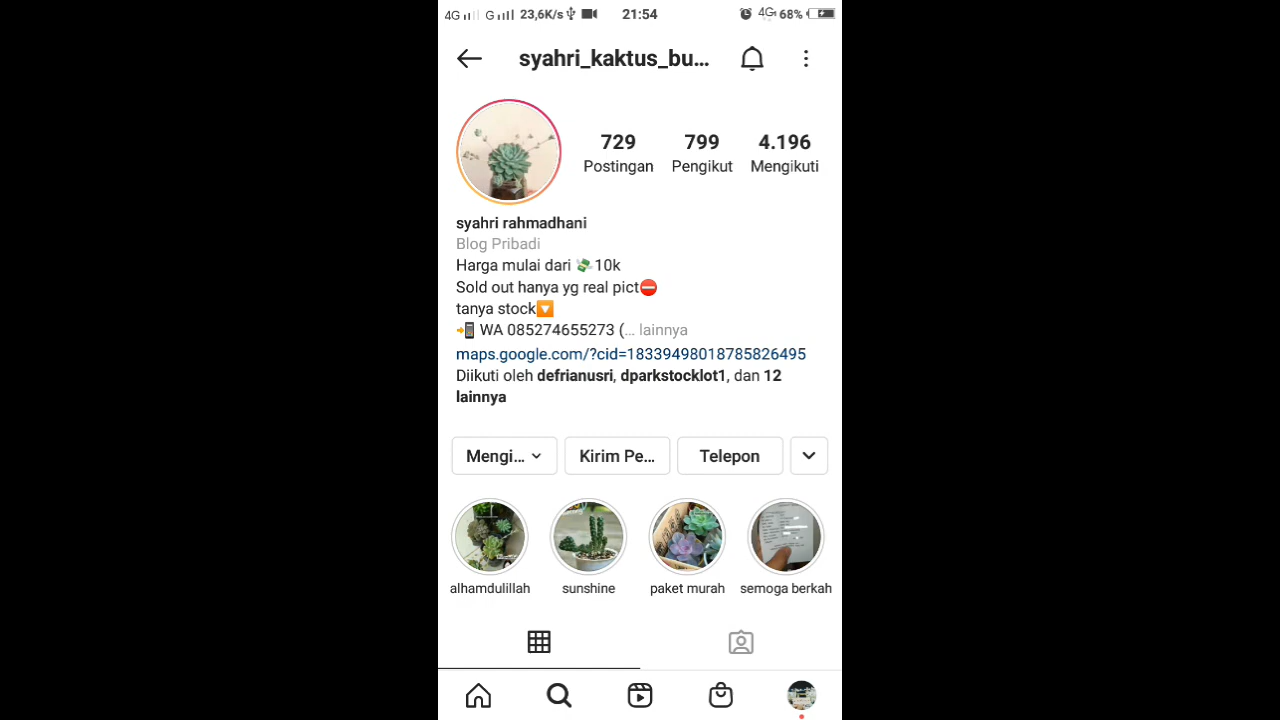 4G G 23,6K/s 21:54 4G 68%
syahri_kaktus_bu...
729 799 4.196
Postingan Pengikut Mengikuti
syahri rahmadhani
Blog Pribadi
Harga mulai dari 💸10k
Sold out hanya yg real pict⛔
tanya stock🔽
📲 WA 085274655273 (... lainnya
maps.google.com/?cid=18339498018785826495
Diikuti oleh defrianusri, dparkstocklot1, dan 12
lainnya
Mengi... Kirim Pe... Telepon
alhamdulillah sunshine paket murah semoga berkah